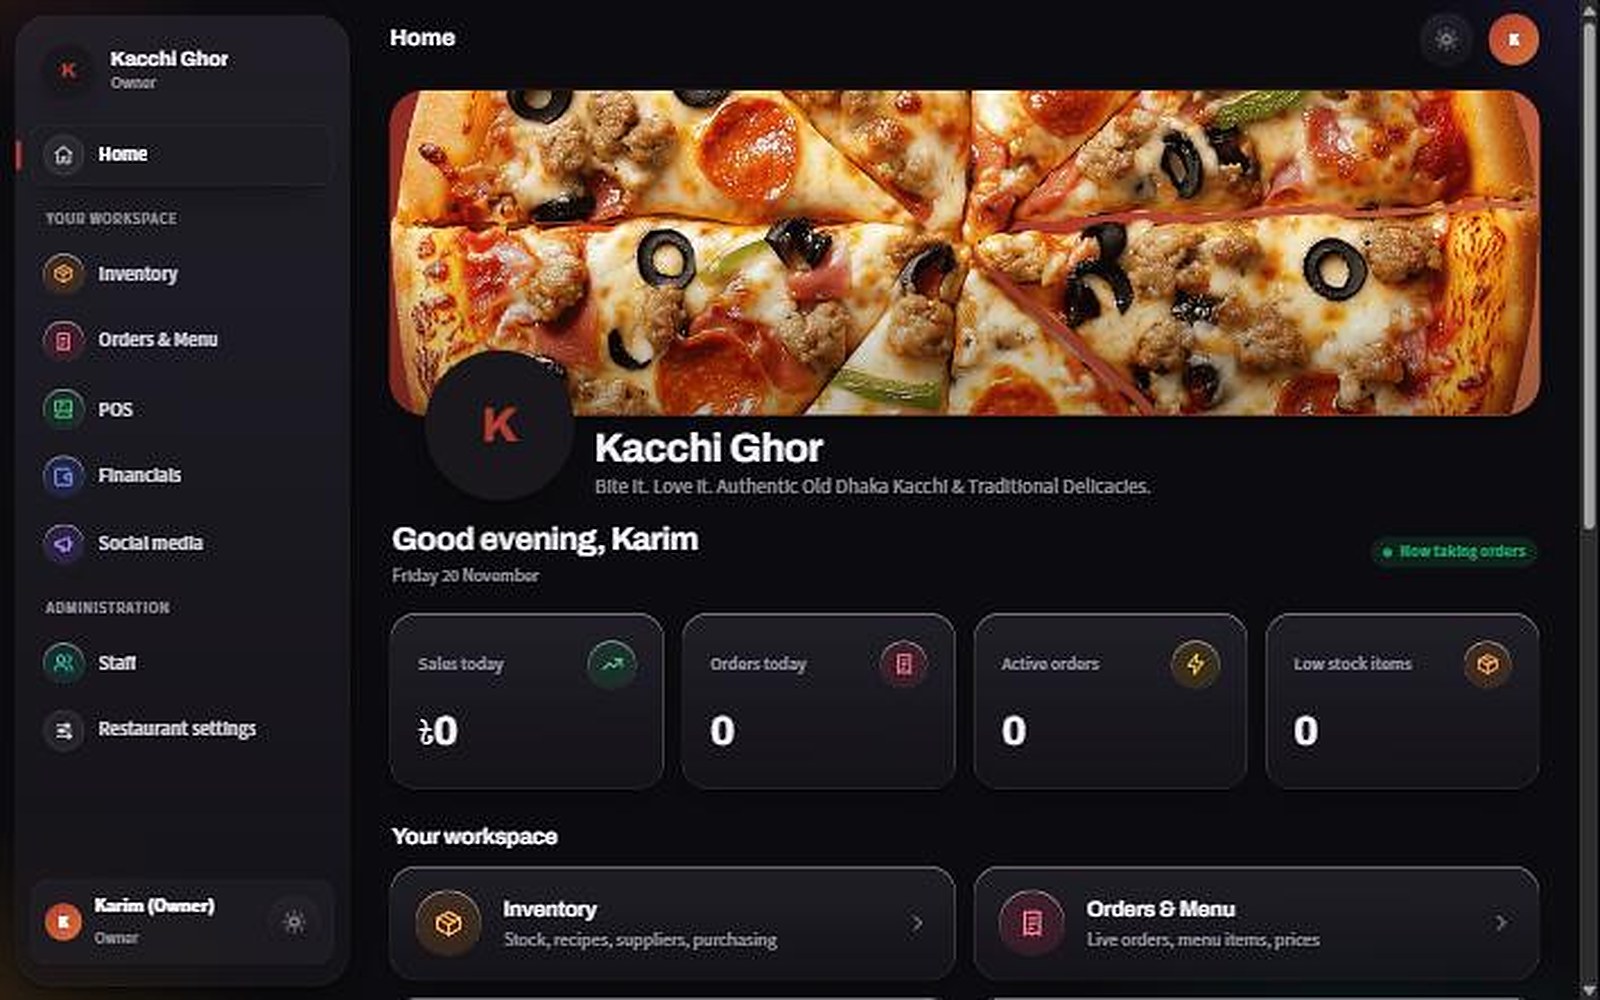 K
Kacchi Ghor
Owner
Home
YOUR WORKSPACE
Inventory
Orders & Menu
POS
Financials
Social media
ADMINISTRATION
Staff
Restaurant settings
K
Karim (Owner)
Owner
Home
K
K
Kacchi Ghor
Bite It. Love It. Authentic Old Dhaka Kacchi & Traditional Delicacies.
Good evening, Karim
Friday 20 November
Now taking orders
Sales today
৳0
Orders today
0
Active orders
0
Low stock items
0
Your workspace
Inventory
Stock, recipes, suppliers, purchasing
Orders & Menu
Live orders, menu items, prices